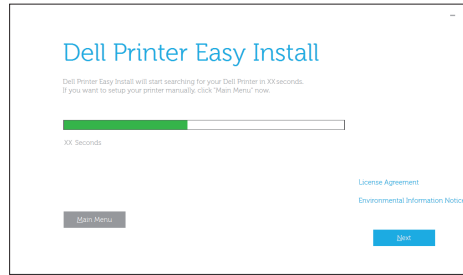 Dell Printer Easy Install
Dell Printer Easy Install will start searching for your Dell Printer in XX seconds.
If you want to setup your printer manually, click "Main Menu" now.
XX Seconds
License Agreement
Environmental Information Notice
Main Menu
Next